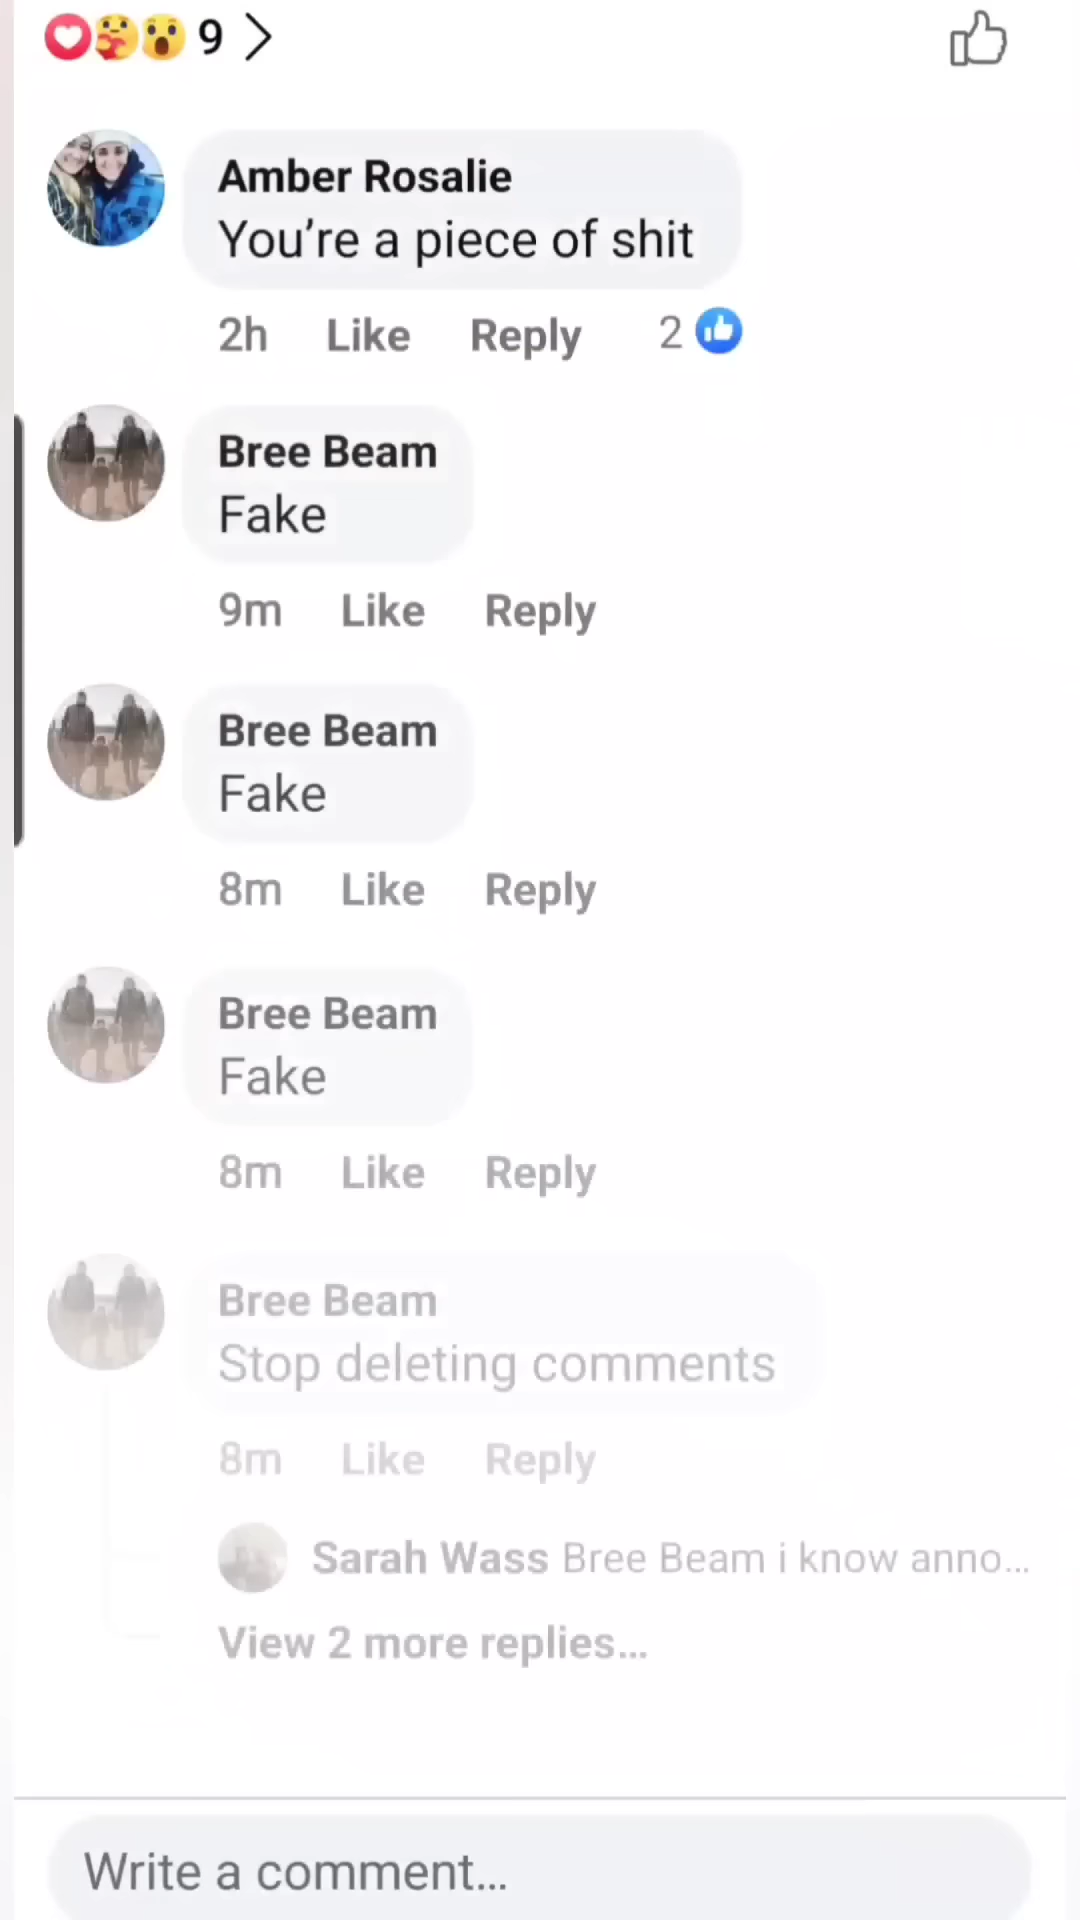 9
Amber Rosalie
You're a piece of shit
2h Like Reply 2
Bree Beam
Fake
9m Like Reply
Bree Beam
Fake
8m Like Reply
Bree Beam
Fake
8m Like Reply
Bree Beam
Stop deleting comments
8m Like Reply
Sarah Wass Bree Beam i know anno...
View 2 more replies...
Write a comment...